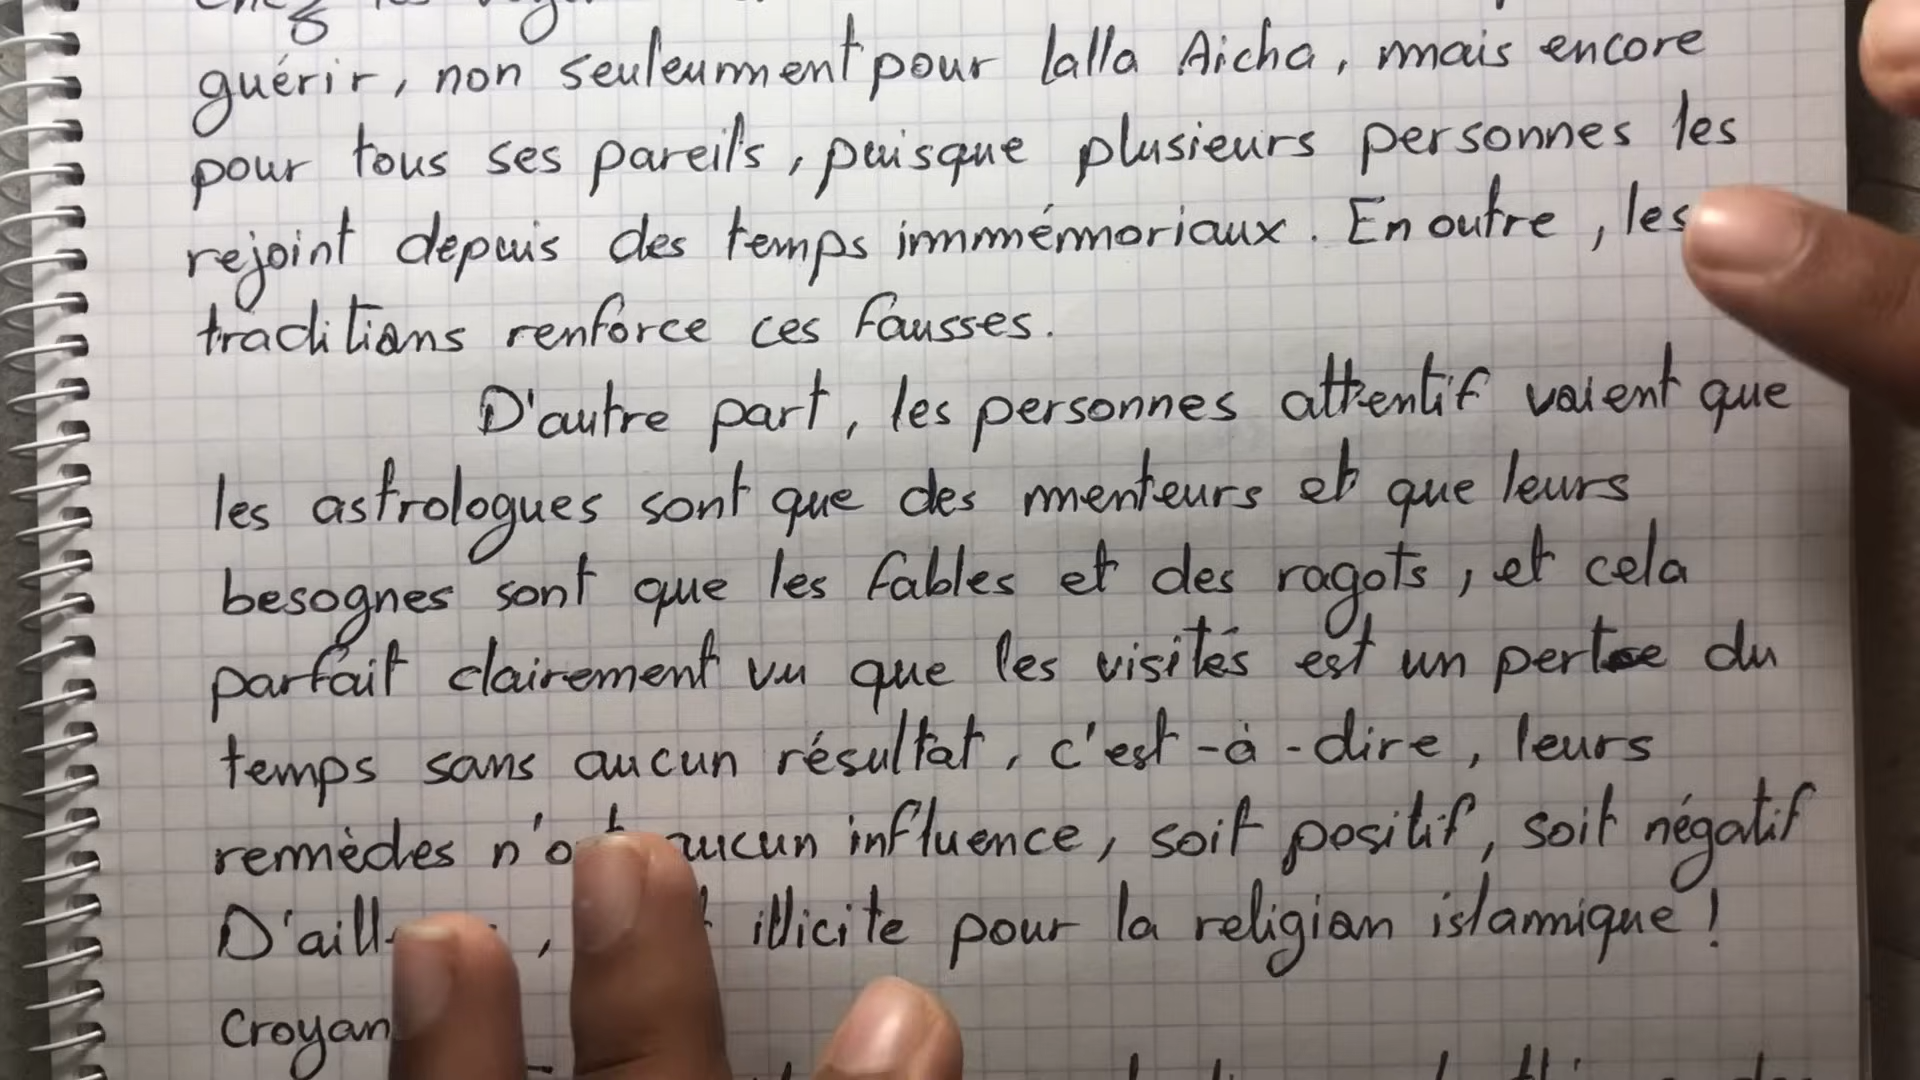 guérir, non seuleument pour lalla Aicha, mais encore
pour tous ses pareils, puisque plusieurs personnes les
rejoint depuis des temps immémoriaux. En outre, les
traditions renforce ces fausses.
D'autre part, les personnes attentif voient que
les astrologues sont que des menteurs et que leurs
besognes sont que les fables et des ragots, et cela
parfait clairement vu que les visités est un perte du
temps sans aucun résultat, c'est-à-dire, leurs
remèdes aucun influence, soit positif, soit négatif
illicite pour la religion islamique!